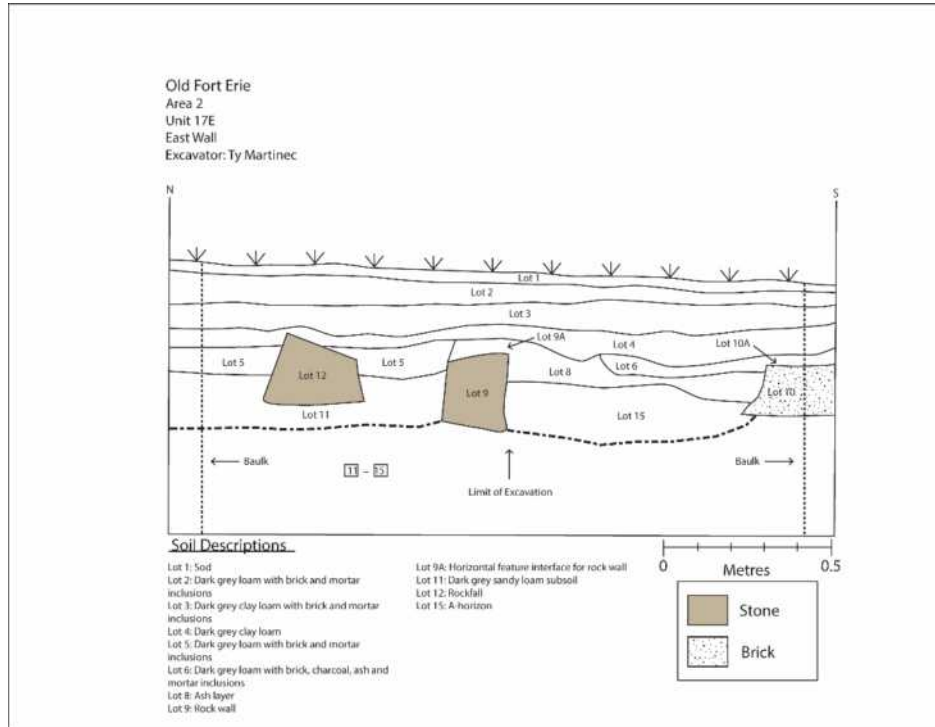 Old Fort Erie
Area 2
Unit 17E
East Wall
Excavator: Ty Martinec
N
S
Lot 1
Lot 2
Lot 3
Lot 9A
Lot 4
Lot 10A
Lot 5
Lot 5
Lot 6
Lot 12
Lot 8
Lot 9
Lot 10
Lot 11
Lot 15
Baulk
11 – 15
Baulk
Limit of Excavation
Soil Descriptions
Lot 1: Sod
Lot 2: Dark grey loam with brick and mortar
inclusions
Lot 3: Dark grey clay loam with brick and mortar
inclusions
Lot 4: Dark grey clay loam
Lot 5: Dark grey loam with brick and mortar
inclusions
Lot 6: Dark grey loam with brick, charcoal, ash and
mortar inclusions
Lot 8: Ash layer
Lot 9: Rock wall
Lot 9A: Horizontal feature interface for rock wall
Lot 11: Dark grey sandy loam subsoil
Lot 12: Rockfall
Lot 15: A-horizon
0 Metres 0.5
Stone
Brick